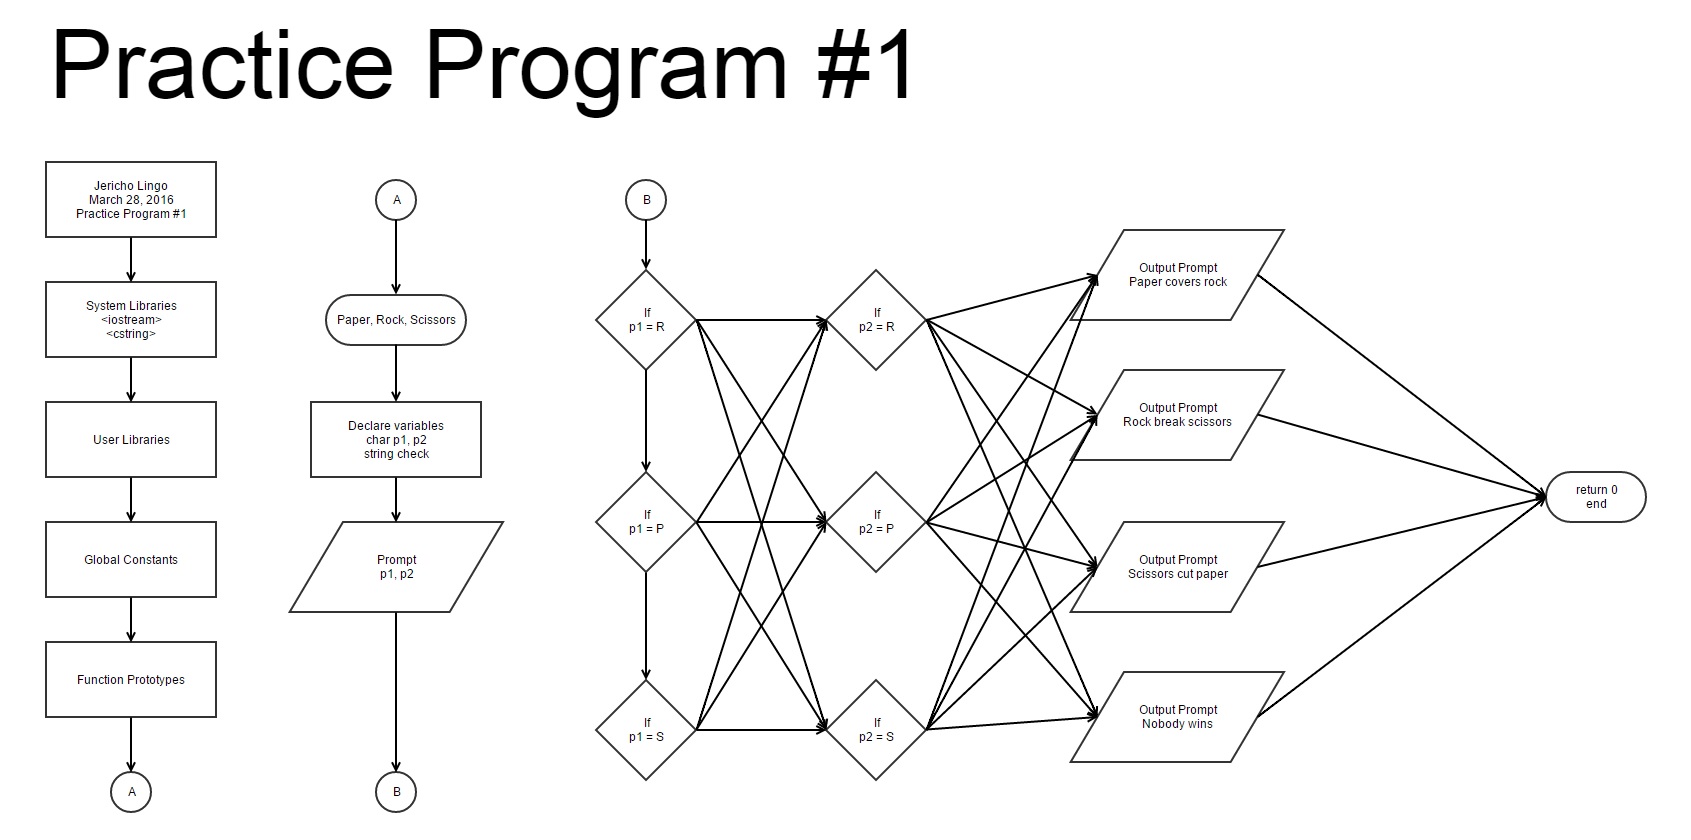 Practice Program #1
Jericho Lingo
March 28, 2016
Practice Program #1
System Libraries
<iostream>
<cstring>
User Libraries
Global Constants
Function Prototypes
A
A
Paper, Rock, Scissors
Declare variables
char p1, p2
string check
Prompt
p1, p2
B
B
If
p1 = R
If
p1 = P
If
p1 = S
If
p2 = R
If
p2 = P
If
p2 = S
Output Prompt
Paper covers rock
Output Prompt
Rock break scissors
Output Prompt
Scissors cut paper
Output Prompt
Nobody wins
return 0
end